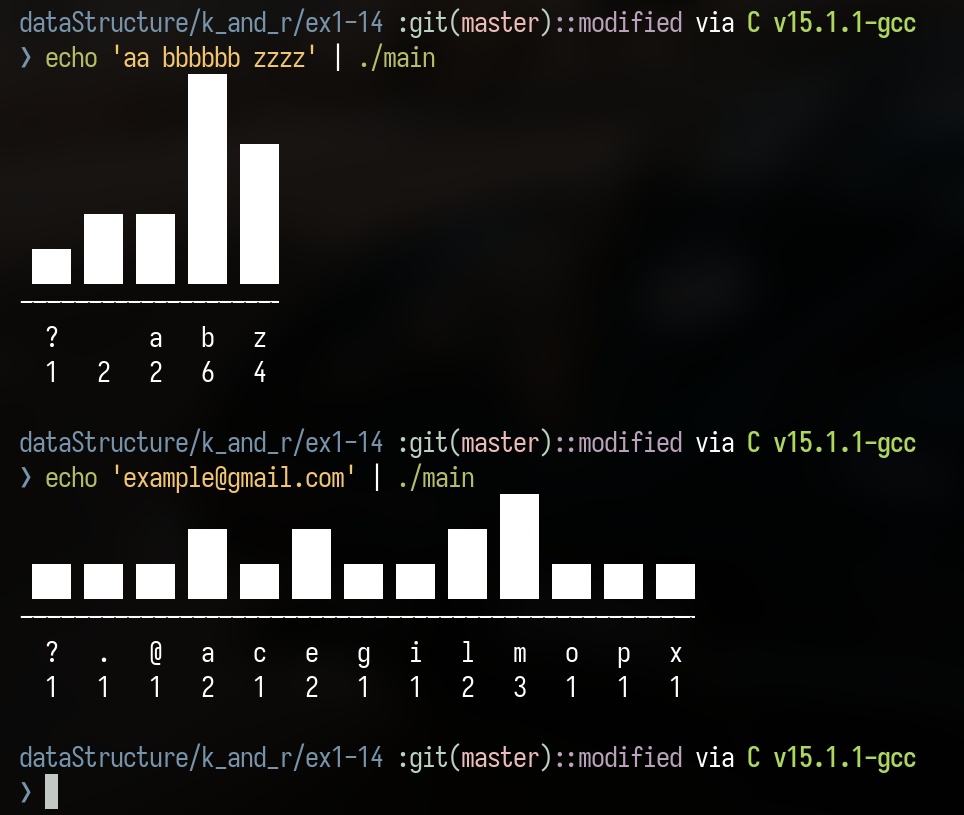 dataStructure/k_and_r/ex1-14 :git(master)::modified via C v15.1.1-gcc
❯ echo 'aa bbbbbb zzzz' | ./main
? a b z
1 2 2 6 4
dataStructure/k_and_r/ex1-14 :git(master)::modified via C v15.1.1-gcc
❯ echo 'example@gmail.com' | ./main
? . @ a c e g i l m o p x
1 1 1 2 1 2 1 1 2 3 1 1 1
dataStructure/k_and_r/ex1-14 :git(master)::modified via C v15.1.1-gcc
❯